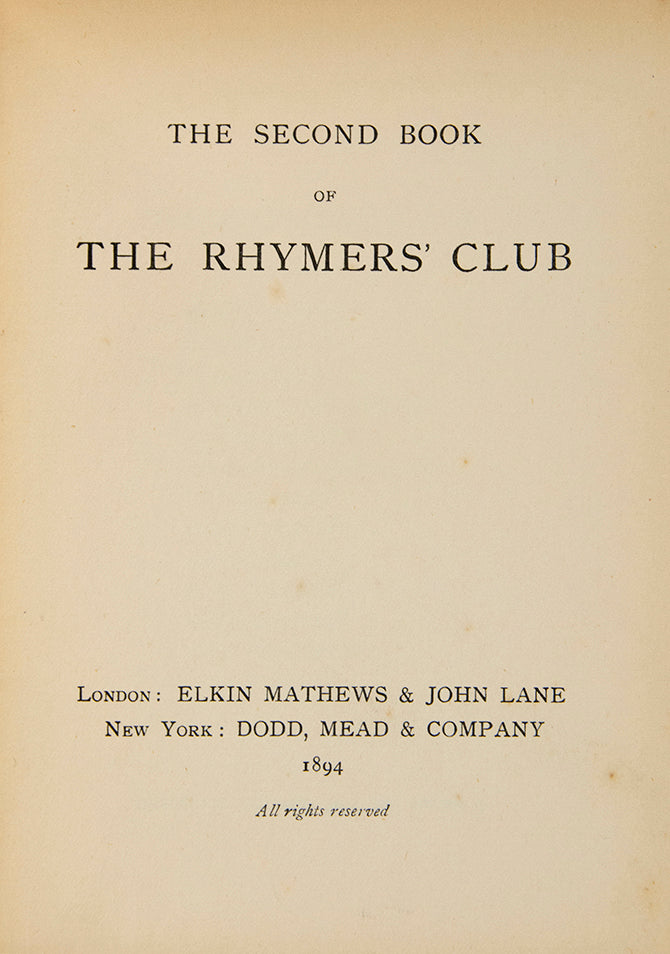 THE SECOND BOOK
OF
THE RHYMERS' CLUB
London: ELKIN MATHEWS & JOHN LANE
New York: DODD, MEAD & COMPANY
1894
All rights reserved